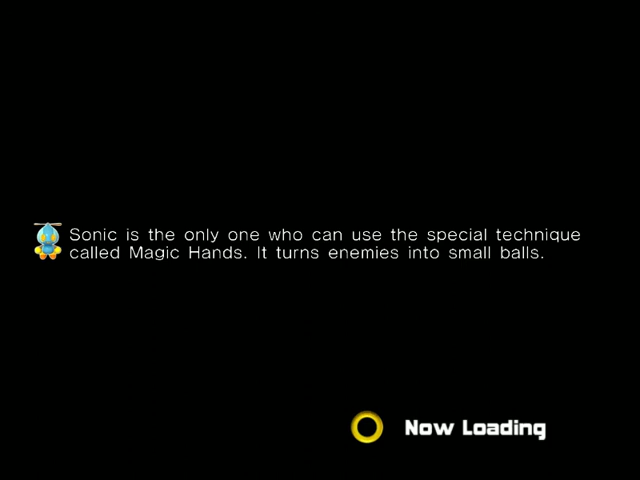 Sonic is the only one who can use the special technique
called Magic Hands. It turns enemies into small balls.
Now Loading